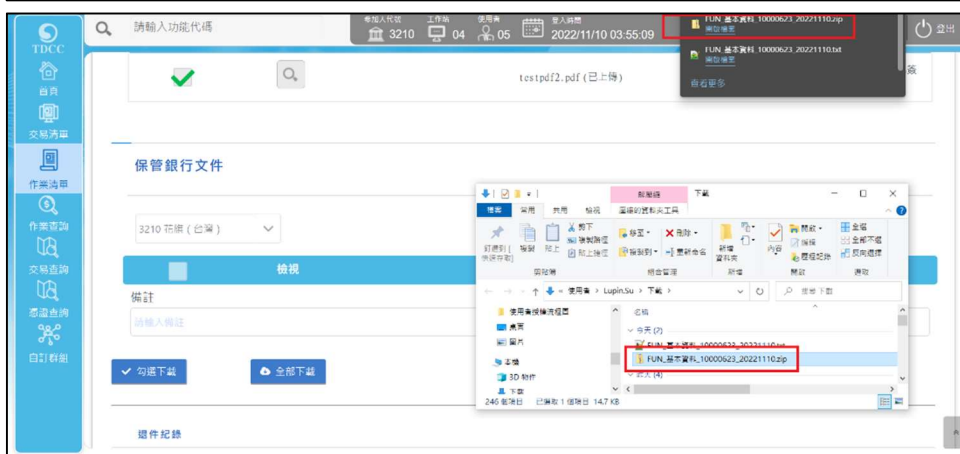 TDCC
請輸入功能代碼
參加人代號 工作站 使用者 登入時間
3210 04 05 2022/11/10 03:55:09
登出
FUN_基本資料_10000623_20221110.zip
開啟檔案
FUN_基本資料_10000623_20221110.txt
開啟檔案
查看更多
首頁
交易清單
作業清單
作業查詢
交易查詢
憑證查詢
自訂群組
testpdf2.pdf (已上傳)
簽
保管銀行文件
3210 花旗（台灣）
檢視
備註
請輸入備註
勾選下載
全部下載
退件紀錄
壓縮的資料夾工具
下載
檔案 常用 共用 檢視
釘選到 [
快速存取]
複製 貼上
剪下
複製路徑
貼上捷徑
剪貼簿
移至
複製到
刪除
重新命名
組合管理
新增
資料夾
新增
內容
開啟
編輯
歷程記錄
開啟
全選
全部不選
反向選擇
選取
使用者 > Lupin.Su > 下載 >
搜尋 下載
使用者授權流程圖
桌面
圖片
本機
3D 物件
下載
名稱
今天 (2)
FUN_基本資料_10000623_20221110.txt
FUN_基本資料_10000623_20221110.zip
昨天 (4)
246 個項目 已選取 1 個項目 14.7 KB